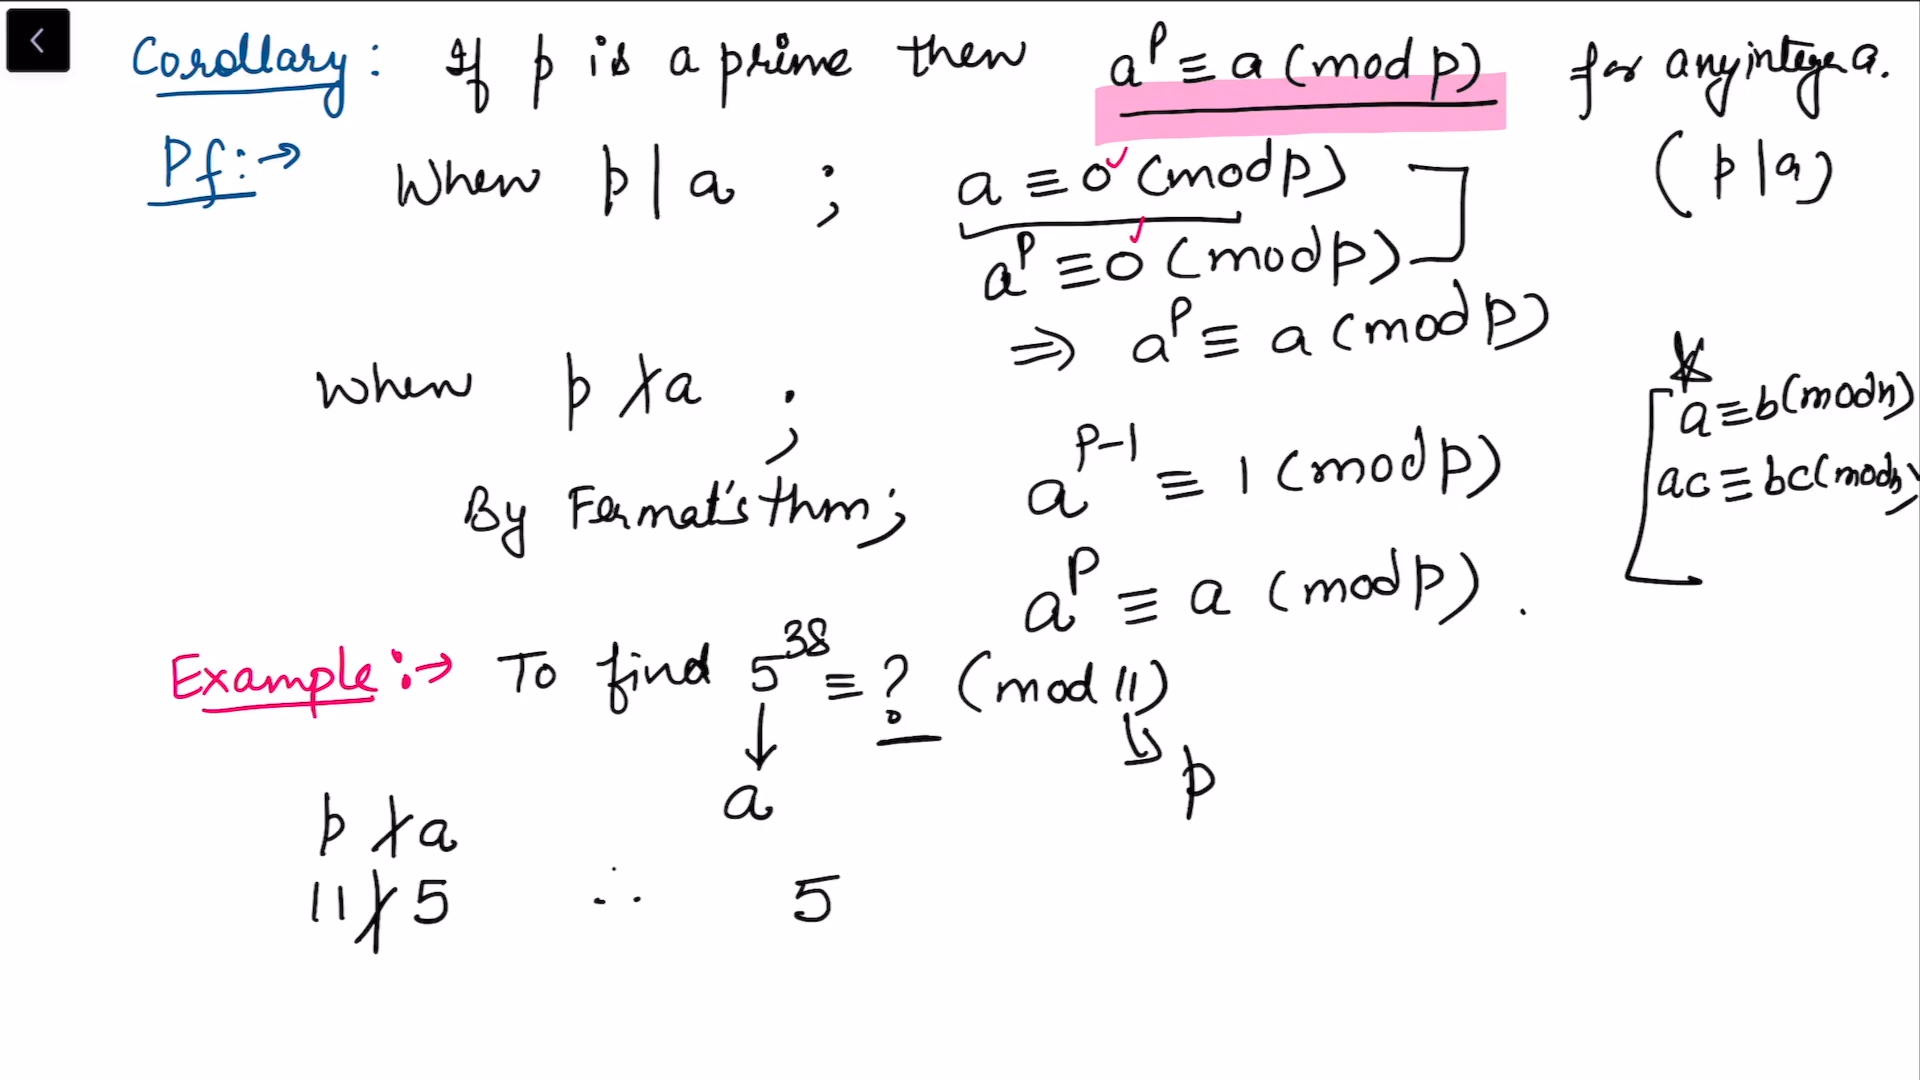 Corollary: If p is a prime then a^p ≡ a (mod p) for any integer a.
Pf:→ When p | a ; a ≡ 0 (mod p) (p | a)
a^p ≡ 0 (mod p)
⇒ a^p ≡ a (mod p)
When p ∤ a ;
a ≡ b (mod n)
By Fermat's thm; a^{p-1} ≡ 1 (mod p)
ac ≡ bc (mod n)
a^p ≡ a (mod p).
Example:→ To find 5^{38} ≡ ? (mod 11)
a
p
p ∤ a
11 ∤ 5 ∴ 5